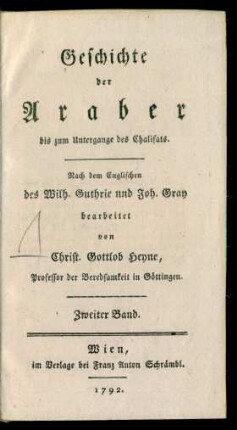 Geschichte
der
Araber
bis zum Untergange des Chalifats.
Nach dem Englischen
des Wilh. Guthrie und Joh. Gray
bearbeitet
von
Christ. Gottlob Heyne,
Professor der Beredsamkeit in Göttingen.
Zweiter Band.
Wien,
im Verlage bei Franz Anton Schrämbl.
1792.